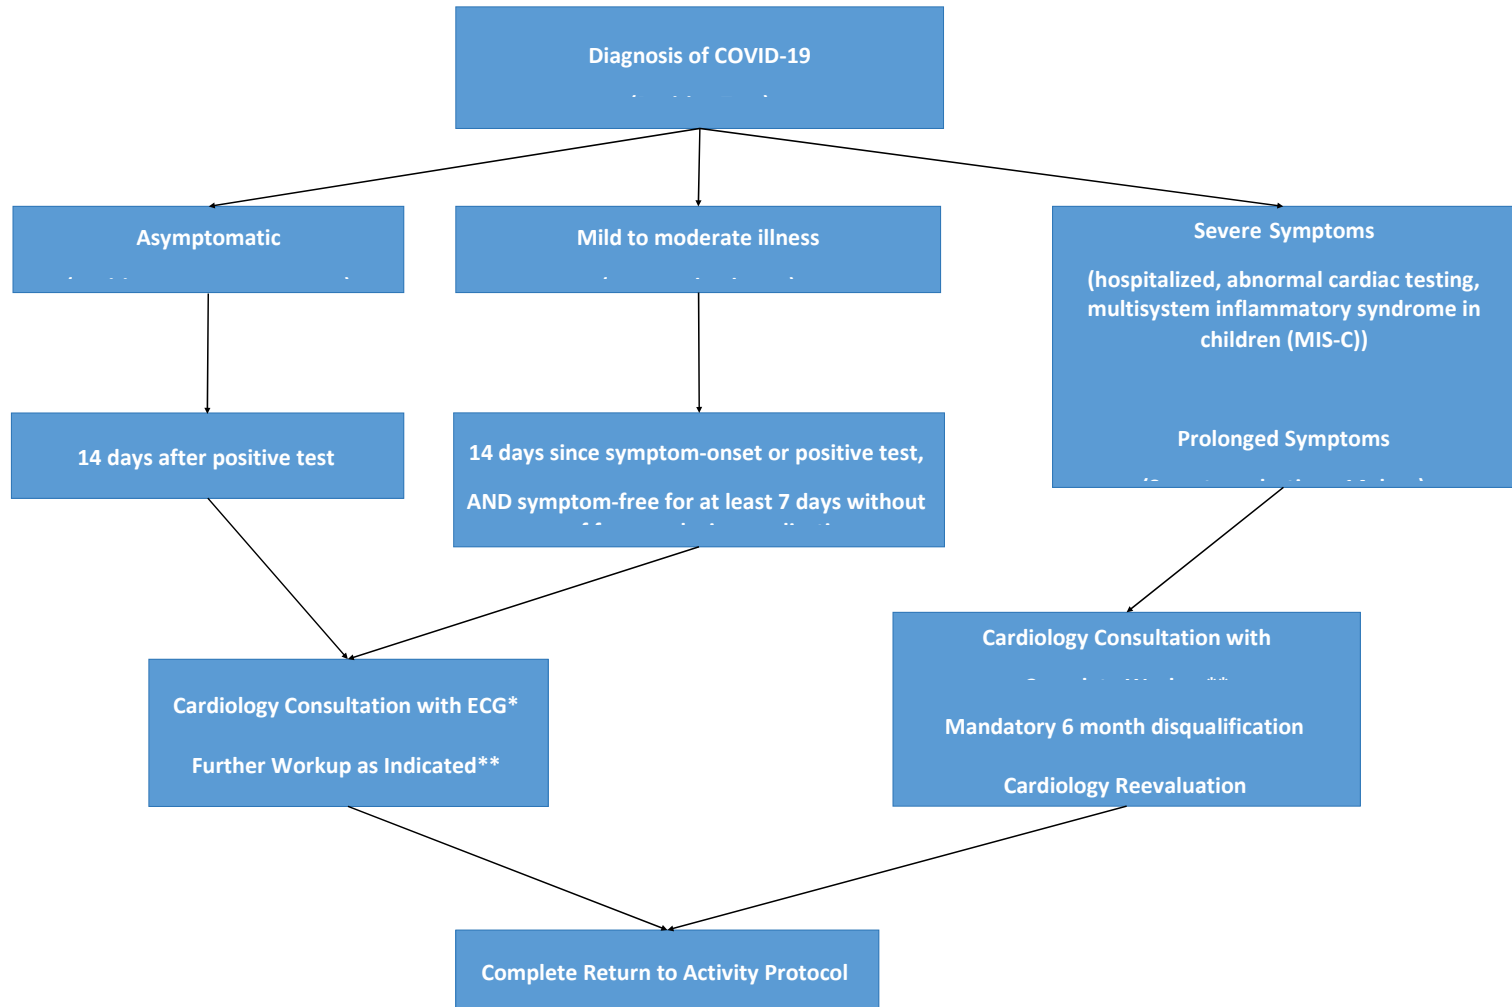 Diagnosis of COVID-19
Asymptomatic
Mild to moderate illness
Severe Symptoms
(hospitalized, abnormal cardiac testing,
multisystem inflammatory syndrome in
children (MIS-C))
Prolonged Symptoms
14 days after positive test
14 days since symptom-onset or positive test,
AND symptom-free for at least 7 days without
Cardiology Consultation with ECG*
Further Workup as Indicated**
Cardiology Consultation with
Mandatory 6 month disqualification
Cardiology Reevaluation
Complete Return to Activity Protocol